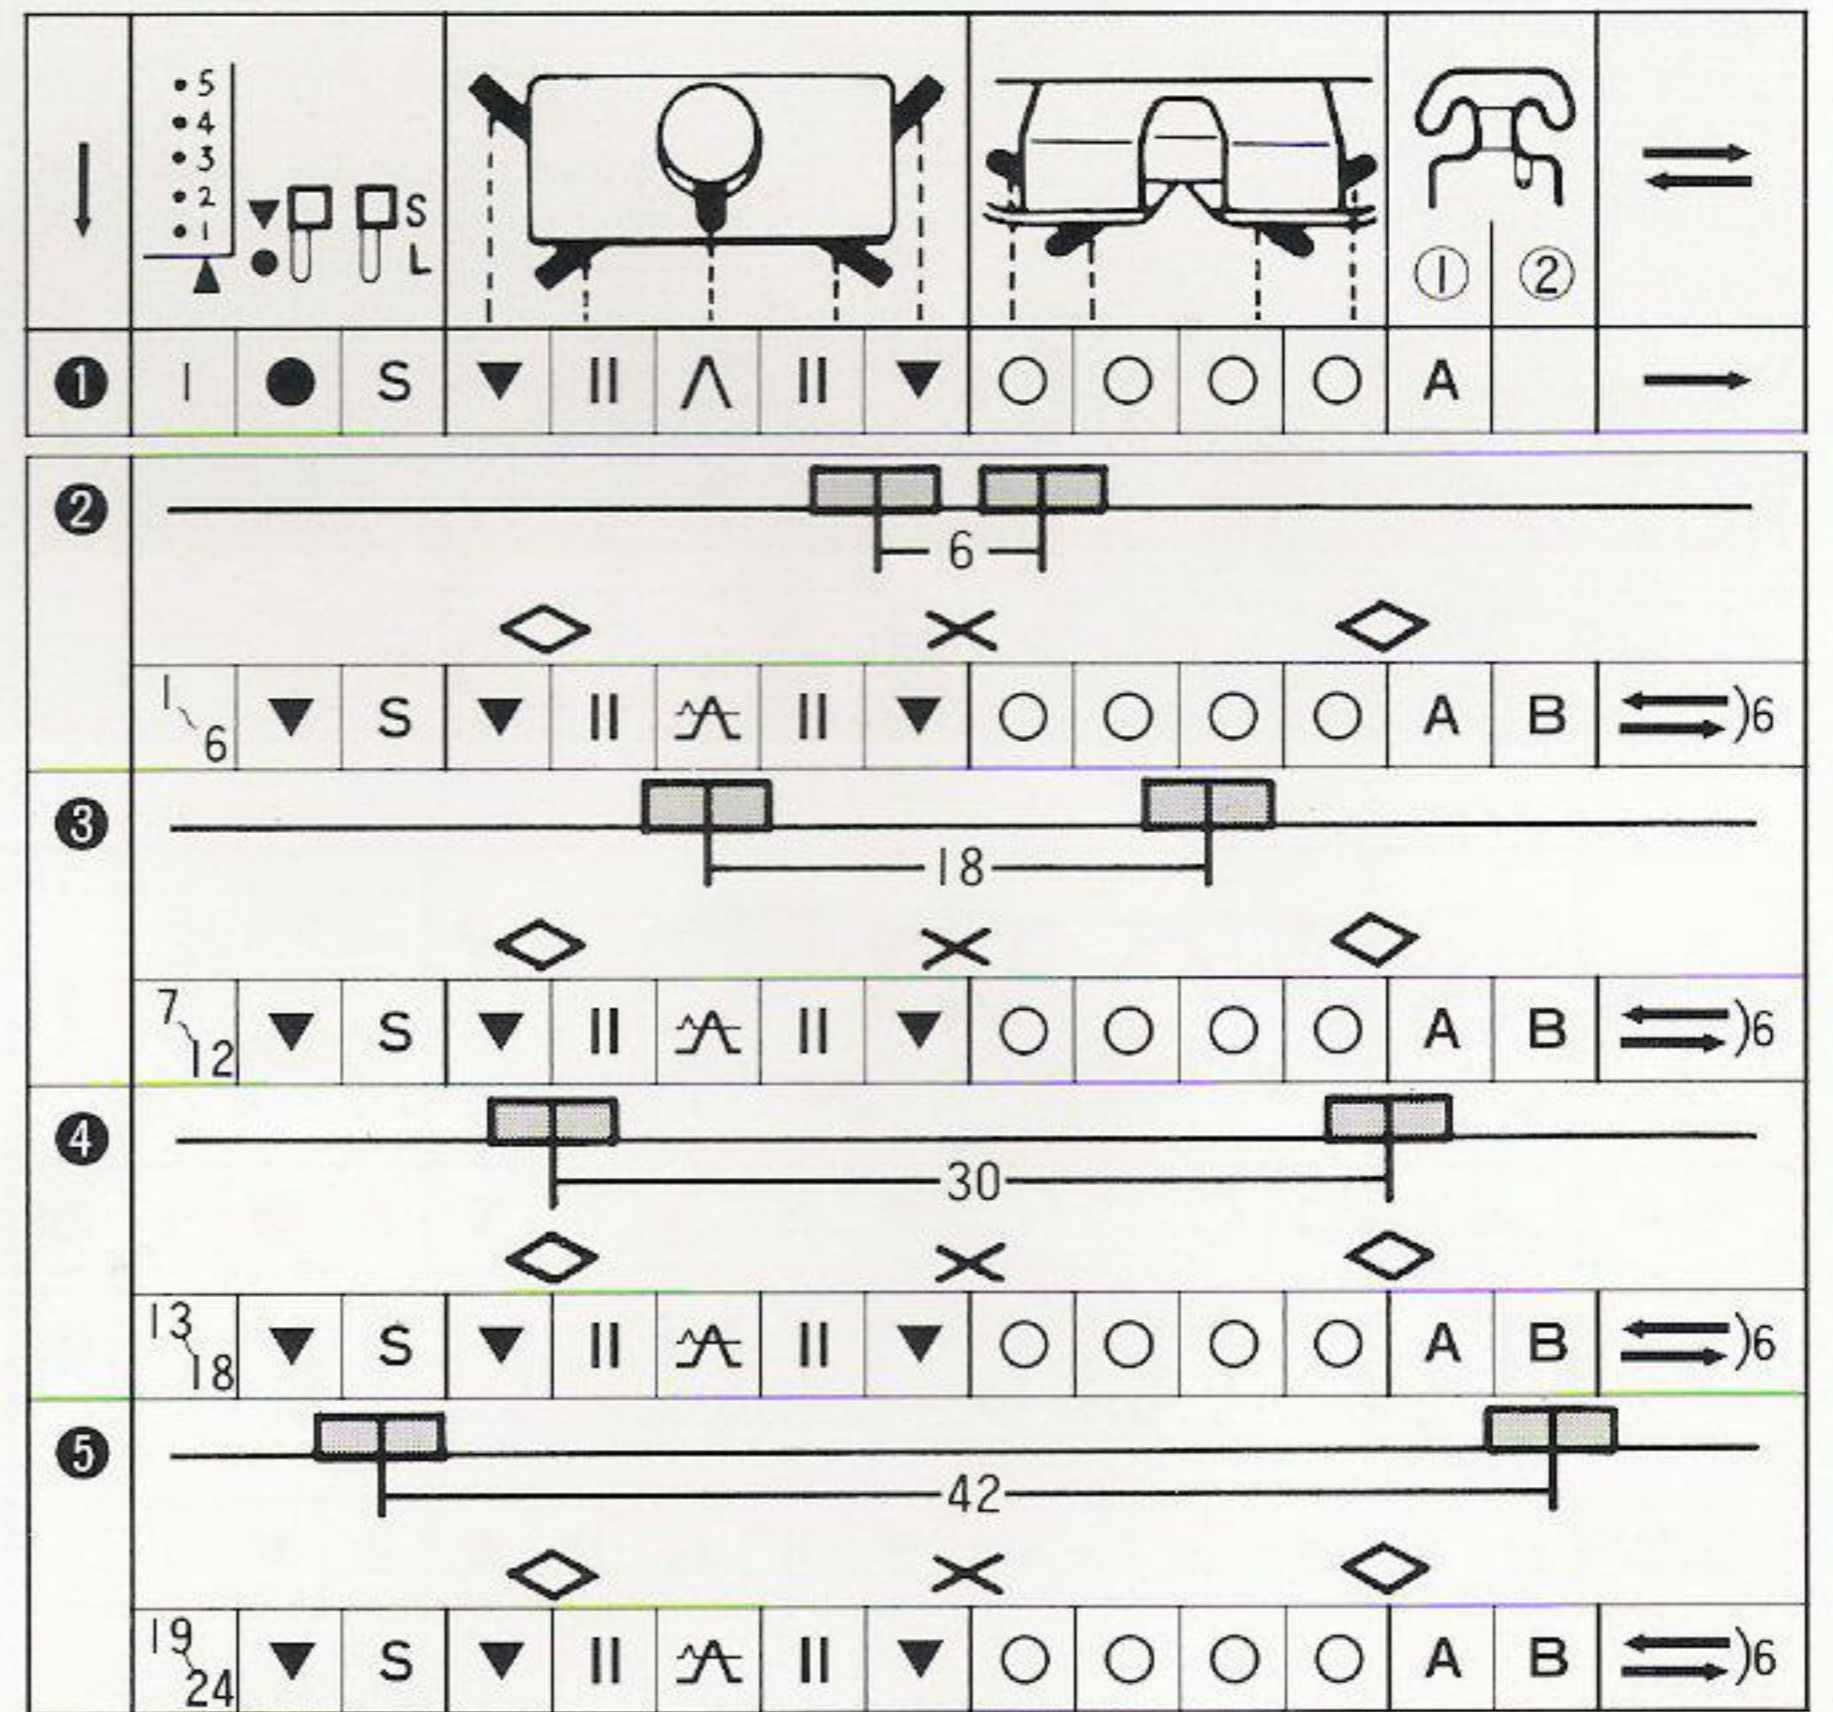 5
4
3
2 S
1 L
① ②
❶ 1 ● S ▼ || ∧ || ▼ ○ ○ ○ ○ A →
❷
6
1 6 ▼ S ▼ || || ▼ ○ ○ ○ ○ A B )6
❸
18
7 12 ▼ S ▼ || || ▼ ○ ○ ○ ○ A B )6
❹
30
13 18 ▼ S ▼ || || ▼ ○ ○ ○ ○ A B )6
❺
42
19 24 ▼ S ▼ || || ▼ ○ ○ ○ ○ A B )6